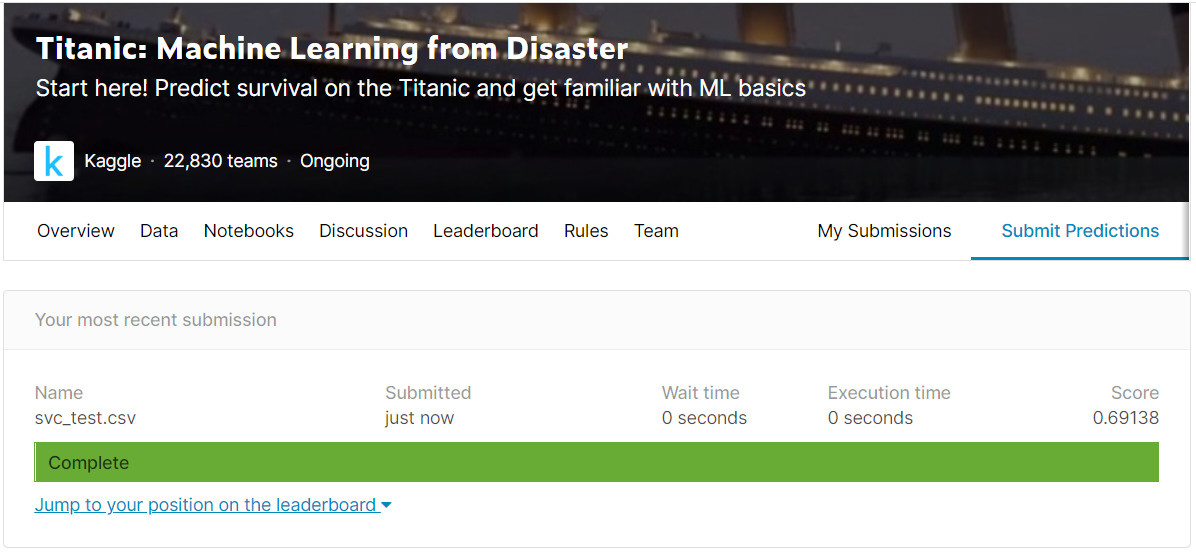 Titanic: Machine Learning from Disaster
Start here! Predict survival on the Titanic and get familiar with ML basics
k Kaggle · 22,830 teams · Ongoing
Overview Data Notebooks Discussion Leaderboard Rules Team My Submissions Submit Predictions
Your most recent submission
Name Submitted Wait time Execution time Score
svc_test.csv just now 0 seconds 0 seconds 0.69138
Complete
Jump to your position on the leaderboard